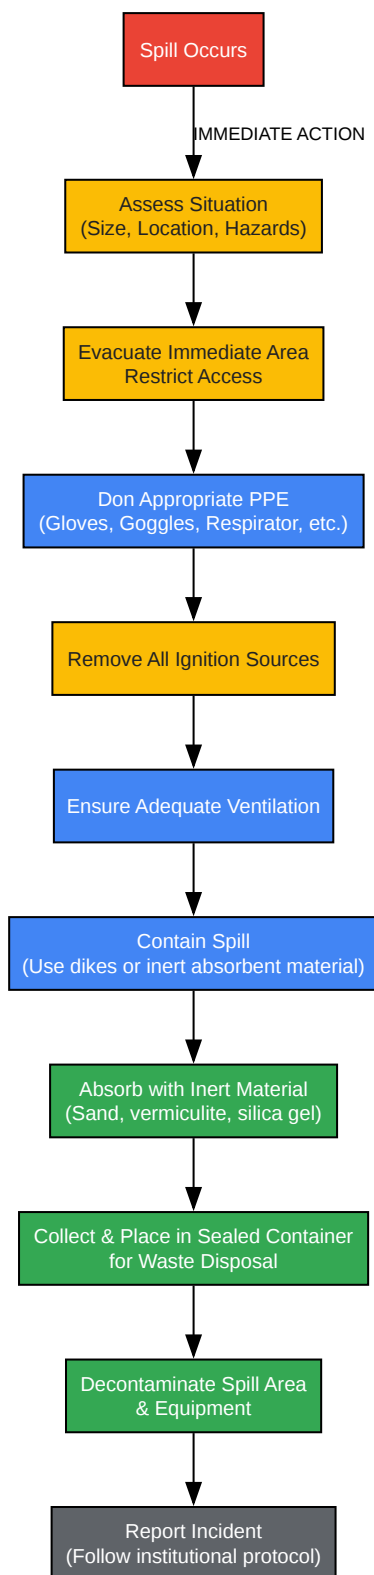 Spill Occurs
IMMEDIATE ACTION
Assess Situation
(Size, Location, Hazards)
Evacuate Immediate Area
Restrict Access
Don Appropriate PPE
(Gloves, Goggles, Respirator, etc.)
Remove All Ignition Sources
Ensure Adequate Ventilation
Contain Spill
(Use dikes or inert absorbent material)
Absorb with Inert Material
(Sand, vermiculite, silica gel)
Collect & Place in Sealed Container
for Waste Disposal
Decontaminate Spill Area
& Equipment
Report Incident
(Follow institutional protocol)